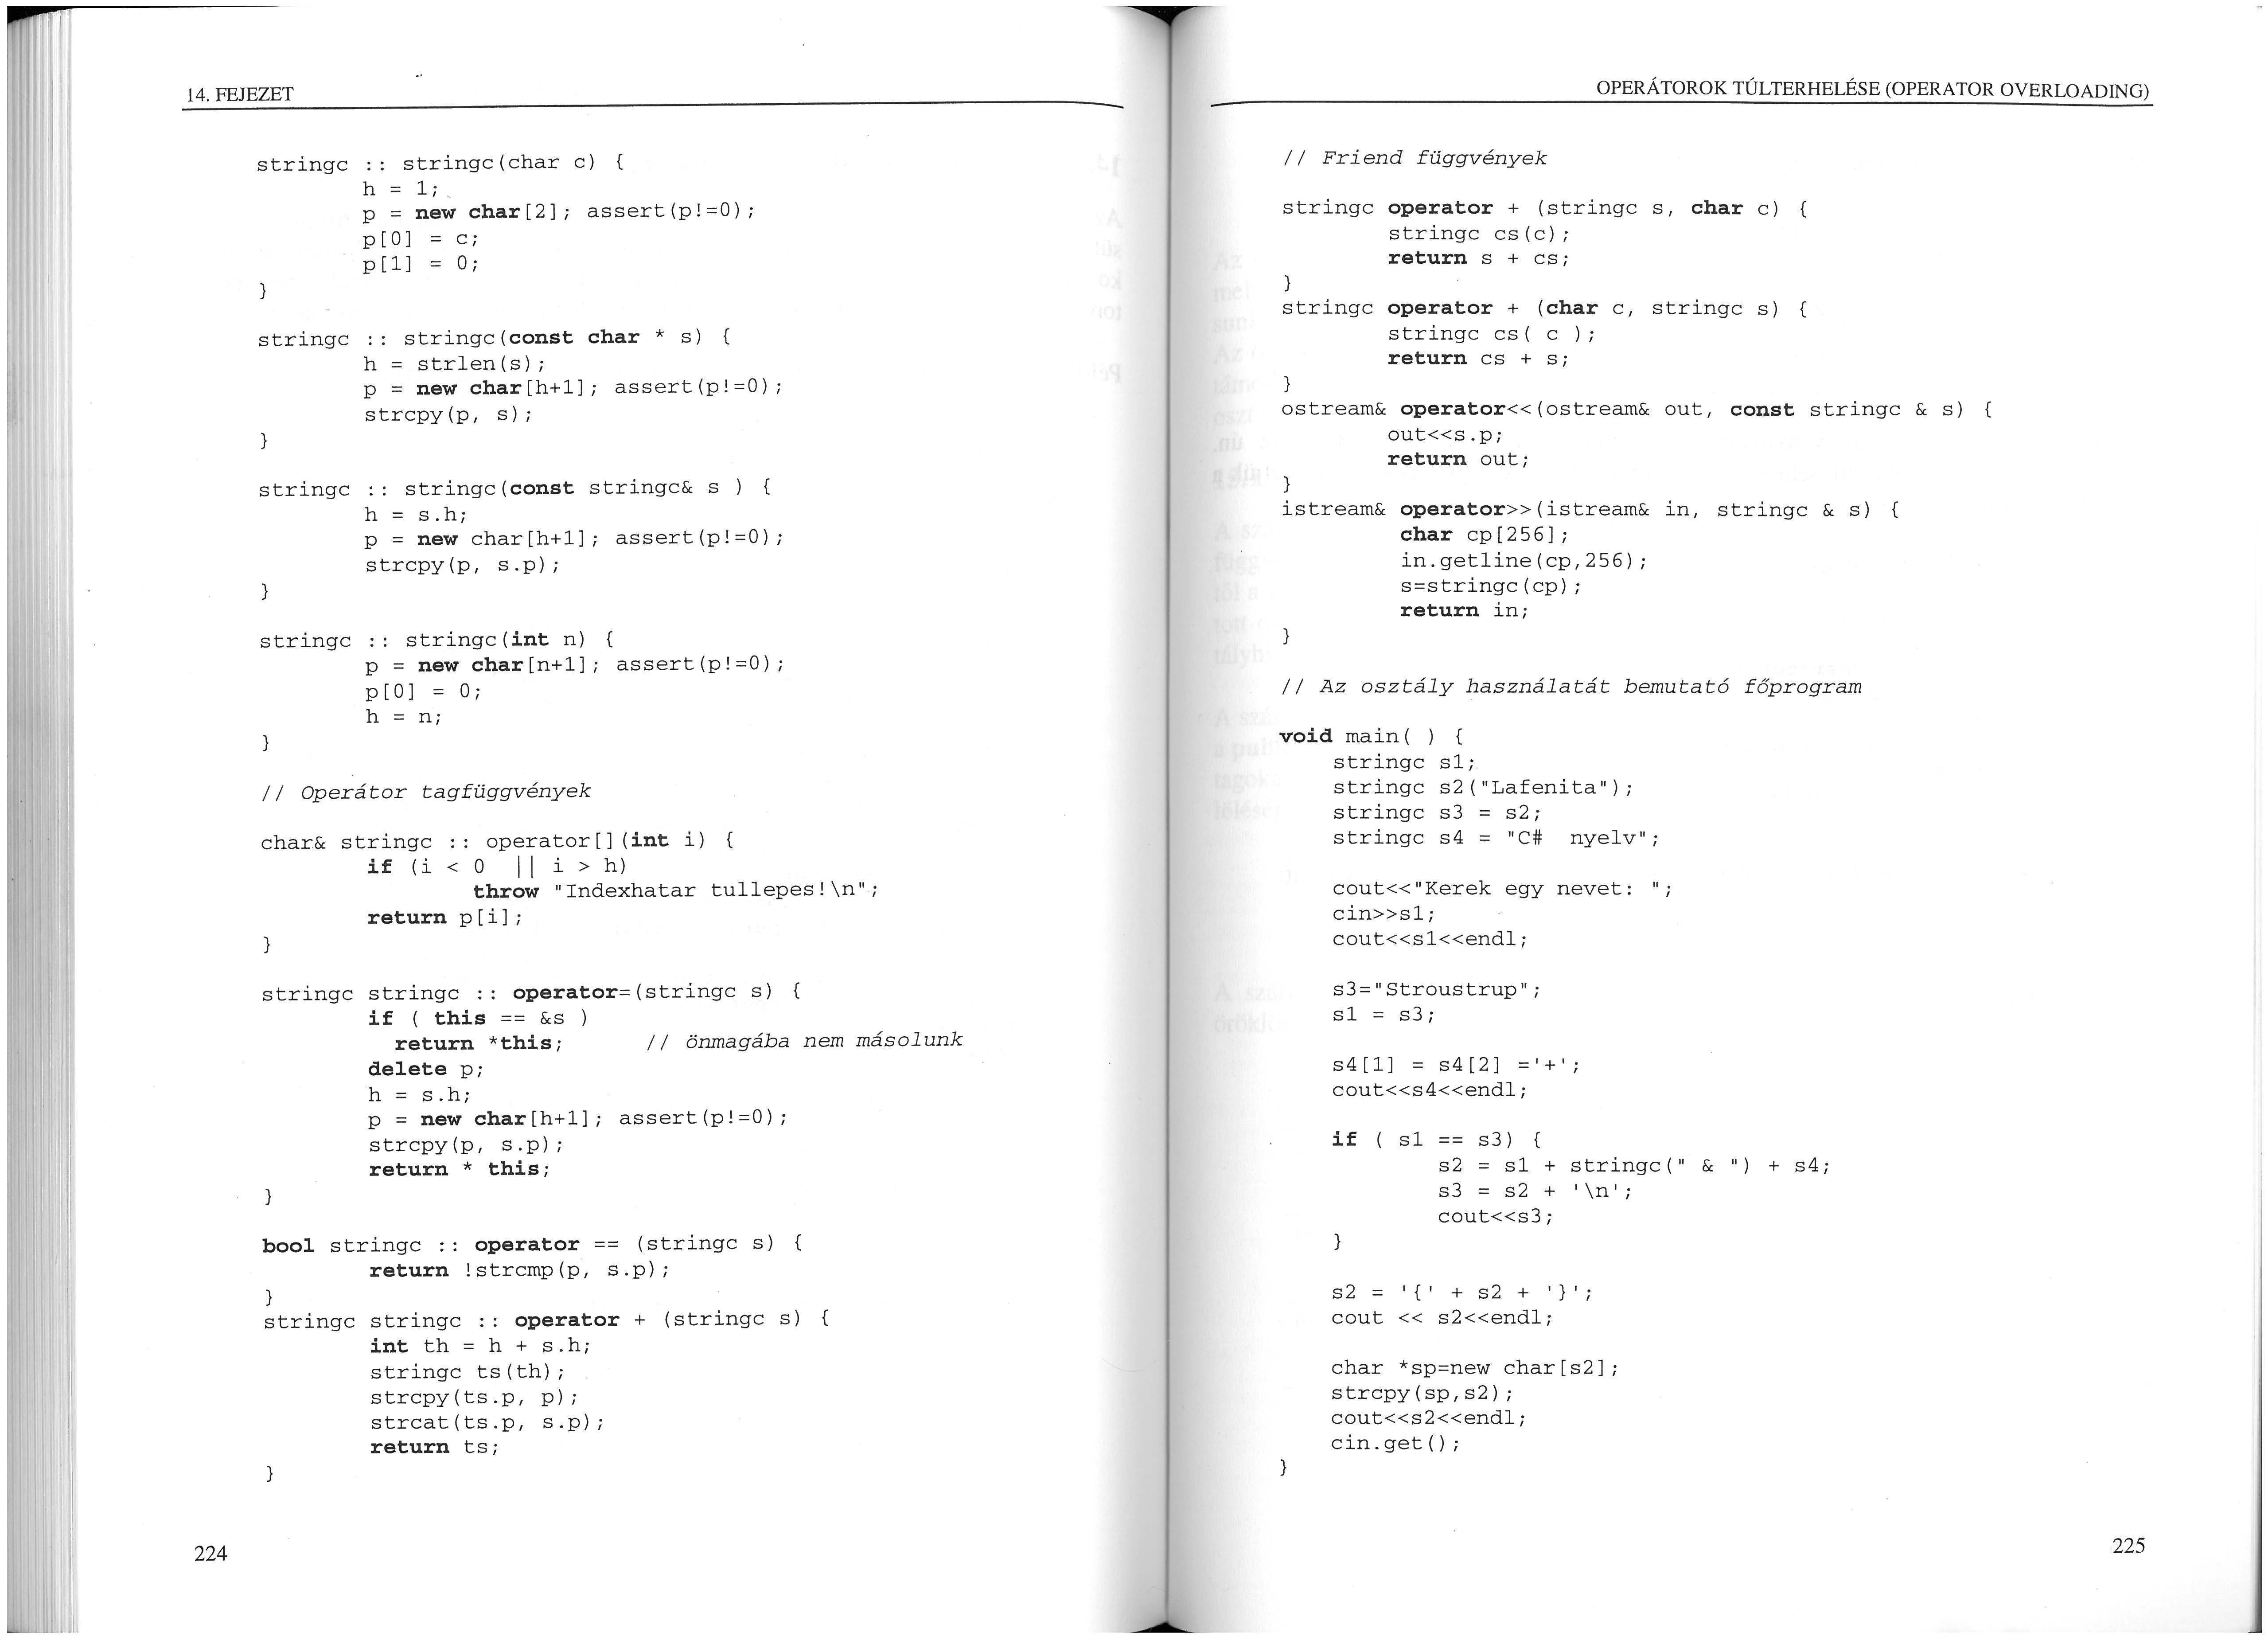 14. FEJEZET
stringc :: stringc(char c) {
h = 1;
p = new char[2]; assert(p!=0);
p[0] = c;
p[1] = 0;
}
stringc :: stringc(const char * s) {
h = strlen(s);
p = new char[h+1]; assert(p!=0);
strcpy(p, s);
}
stringc :: stringc(const stringc& s ) {
h = s.h;
p = new char[h+1]; assert(p!=0);
strcpy(p, s.p);
}
stringc :: stringc(int n) {
p = new char[n+1]; assert(p!=0);
p[0] = 0;
h = n;
}
// Operátor tagfüggvények
char& stringc :: operator[](int i) {
if (i < 0 || i > h)
throw "Indexhatar tullepes!\n";
return p[i];
}
stringc stringc :: operator=(stringc s) {
if ( this == &s )
return *this; // önmagába nem másolunk
delete p;
h = s.h;
p = new char[h+1]; assert(p!=0);
strcpy(p, s.p);
return * this;
}
bool stringc :: operator == (stringc s) {
return !strcmp(p, s.p);
}
stringc stringc :: operator + (stringc s) {
int th = h + s.h;
stringc ts(th);
strcpy(ts.p, p);
strcat(ts.p, s.p);
return ts;
}
224
OPERÁTOROK TÚLTERHELÉSE (OPERATOR OVERLOADING)
// Friend függvények
stringc operator + (stringc s, char c) {
stringc cs(c);
return s + cs;
}
stringc operator + (char c, stringc s) {
stringc cs( c );
return cs + s;
}
ostream& operator<<(ostream& out, const stringc & s) {
out<<s.p;
return out;
}
istream& operator>>(istream& in, stringc & s) {
char cp[256];
in.getline(cp,256);
s=stringc(cp);
return in;
}
// Az osztály használatát bemutató főprogram
void main( ) {
stringc s1;
stringc s2("Lafenita");
stringc s3 = s2;
stringc s4 = "C#  nyelv";
cout<<"Kerek egy nevet: ";
cin>>s1;
cout<<s1<<endl;
s3="Stroustrup";
s1 = s3;
s4[1] = s4[2] ='+';
cout<<s4<<endl;
if ( s1 == s3) {
s2 = s1 + stringc(" & ") + s4;
s3 = s2 + '\n';
cout<<s3;
}
s2 = '{' + s2 + '}';
cout << s2<<endl;
char *sp=new char[s2];
strcpy(sp,s2);
cout<<s2<<endl;
cin.get();
}
225